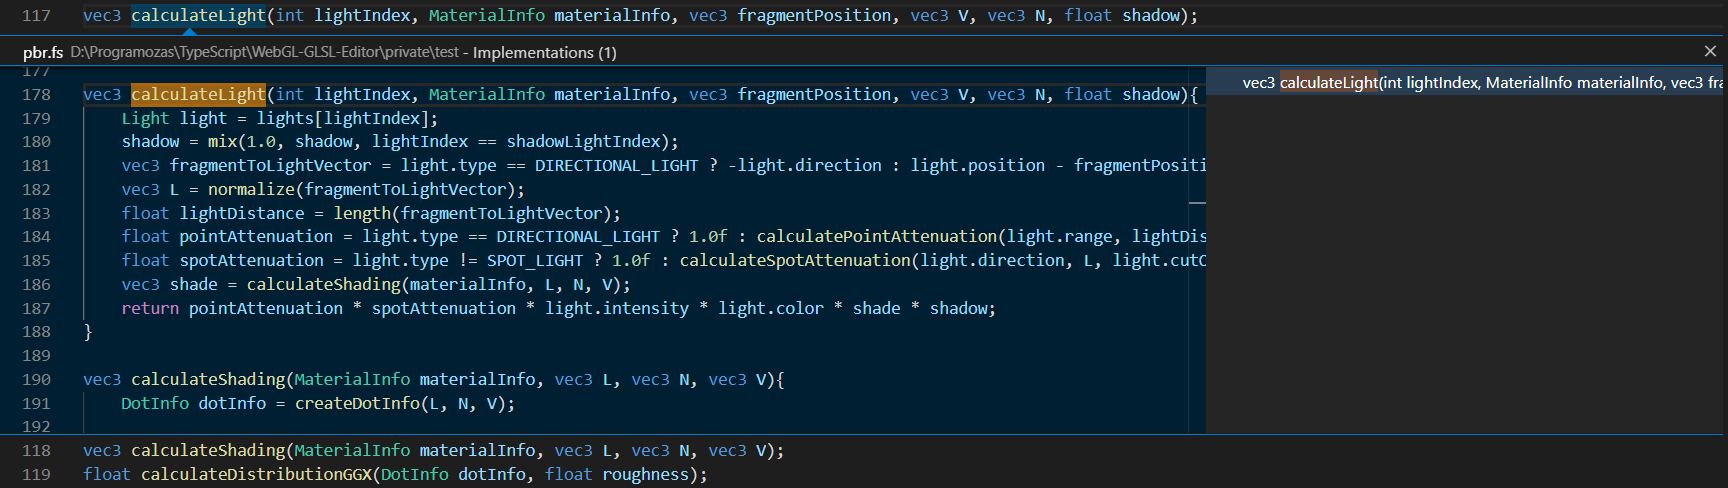 117 vec3 calculateLight(int lightIndex, MaterialInfo materialInfo, vec3 fragmentPosition, vec3 V, vec3 N, float shadow);
pbr.fs D:\Programozas\TypeScript\WebGL-GLSL-Editor\private\test - Implementations (1)
177
178 vec3 calculateLight(int lightIndex, MaterialInfo materialInfo, vec3 fragmentPosition, vec3 V, vec3 N, float shadow){
vec3 calculateLight(int lightIndex, MaterialInfo materialInfo, vec3 fra
179 Light light = lights[lightIndex];
180 shadow = mix(1.0, shadow, lightIndex == shadowLightIndex);
181 vec3 fragmentToLightVector = light.type == DIRECTIONAL_LIGHT ? -light.direction : light.position - fragmentPositi
182 vec3 L = normalize(fragmentToLightVector);
183 float lightDistance = length(fragmentToLightVector);
184 float pointAttenuation = light.type == DIRECTIONAL_LIGHT ? 1.0f : calculatePointAttenuation(light.range, lightDis
185 float spotAttenuation = light.type != SPOT_LIGHT ? 1.0f : calculateSpotAttenuation(light.direction, L, light.cutO
186 vec3 shade = calculateShading(materialInfo, L, N, V);
187 return pointAttenuation * spotAttenuation * light.intensity * light.color * shade * shadow;
188 }
189
190 vec3 calculateShading(MaterialInfo materialInfo, vec3 L, vec3 N, vec3 V){
191 DotInfo dotInfo = createDotInfo(L, N, V);
192
118 vec3 calculateShading(MaterialInfo materialInfo, vec3 L, vec3 N, vec3 V);
119 float calculateDistributionGGX(DotInfo dotInfo, float roughness);